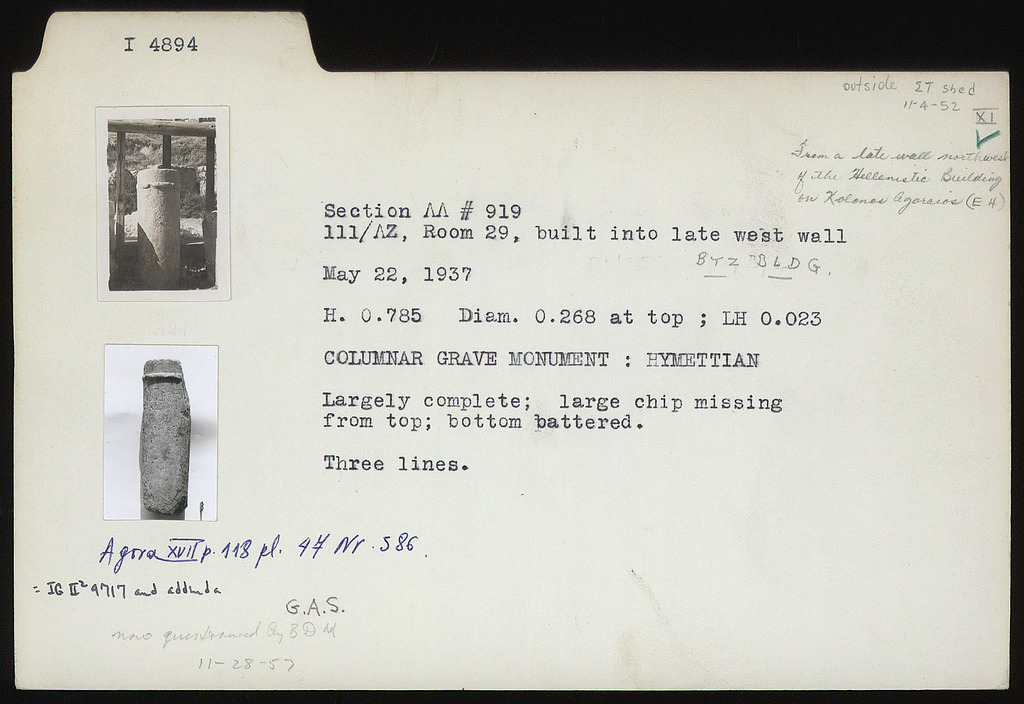 I 4894
outside ΣΤ shed
11-4-52
XI
From a late wall northwest
of the Hellenistic Building
on Kolonos Agoraios (E 4)
Section ΛΛ # 919
111/ΛΖ, Room 29, built into late west wall
BYZ BLDG.
May 22, 1937
H. 0.785 Diam. 0.268 at top ; LH 0.023
COLUMNAR GRAVE MONUMENT : HYMETTIAN
Largely complete; large chip missing
from top; bottom battered.
Three lines.
Agora XVII p. 118 pl. 47 Nr. 586.
= IG II² 9717 and addenda
G.A.S.
now questioned by B D M
11-28-57